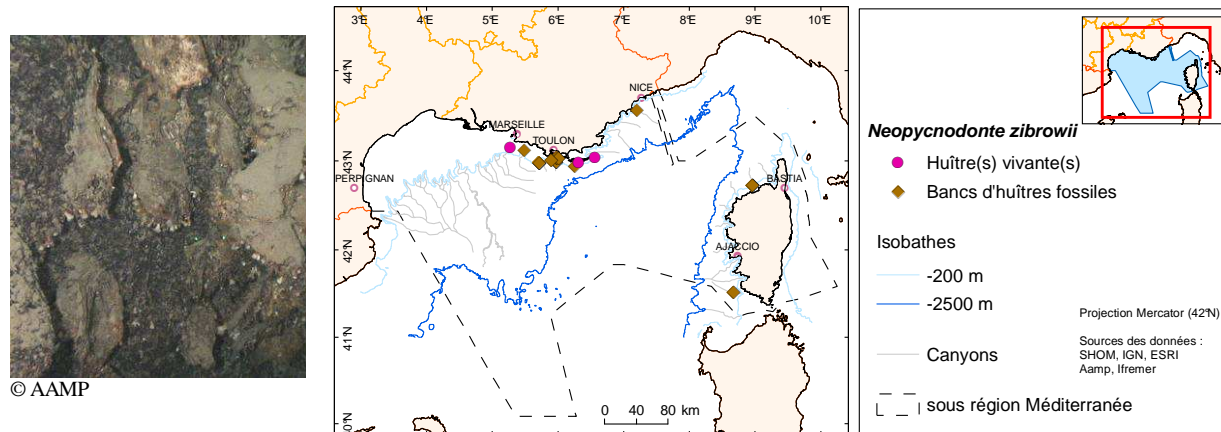 © AAMP
3°E
4°E
5°E
6°E
7°E
8°E
9°E
10°E
44°N
43°N
42°N
41°N
40°N
NICE
MARSEILLE
TOULON
PERPIGNAN
BASTIA
AJACCIO
0 40 80 km
Neopycnodonte zibrowii
Huître(s) vivante(s)
Bancs d'huîtres fossiles
Isobathes
-200 m
-2500 m
Canyons
sous région Méditerranée
Projection Mercator (42°N)
Sources des données :
SHOM, IGN, ESRI
Aamp, Ifremer